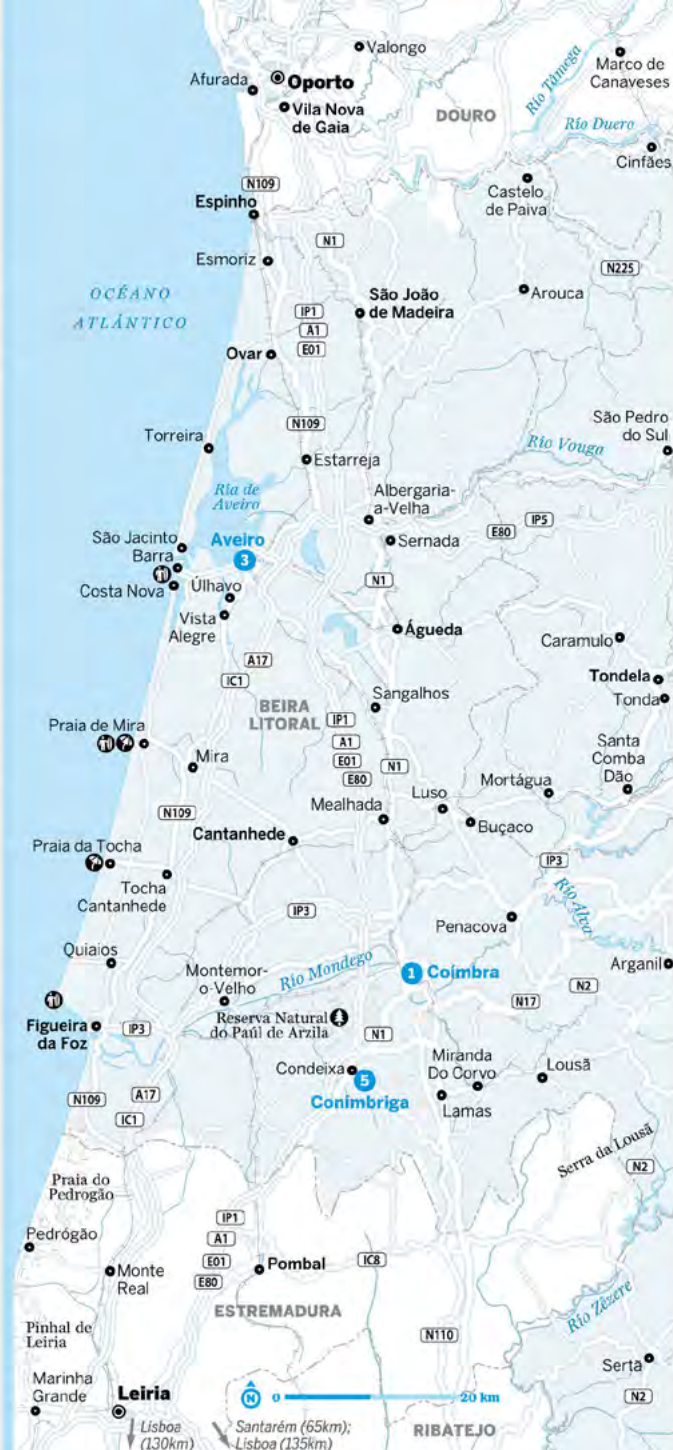 Valongo
Afurada
Oporto
Vila Nova
de Gaia
DOURO
Río Tâmega
Marco de
Canaveses
Río Duero
Cinfães
Castelo
de Paiva
N109
Espinho
N1
Esmoriz
N225
OCÉANO
ATLÁNTICO
São João
de Madeira
Arouca
IP1
A1
E01
Ovar
N109
São Pedro
do Sul
Torreira
Estarreja
Río Vouga
Ría de
Aveiro
Albergaria-
a-Velha
São Jacinto
Aveiro
3
Barra
Sernada
E80
IP5
Costa Nova
Úlhavo
N1
Vista
Alegre
Águeda
Caramulo
A17
IC1
Tondela
Tonda
BEIRA
LITORAL
Sangalhos
IP1
A1
E01
E80
N1
Praia de Mira
Mira
Santa
Comba
Dão
Mortágua
Luso
Mealhada
Buçaco
N109
Cantanhede
Praia da Tocha
IP3
Tocha
Cantanhede
Río Alva
IP3
Penacova
Quiaios
Río Mondego
1 Coímbra
Arganil
Montemor-
o-Velho
N2
N17
Reserva Natural
do Paúl de Arzila
Figueira
da Foz
IP3
N1
Condeixa
5
Conimbriga
Miranda
Do Corvo
Lousã
Lamas
N109
A17
IC1
Serra da Lousã
N2
Praia do
Pedrogão
IP1
A1
E01
E80
Pedrógão
Monte
Real
Pombal
IC8
ESTREMADURA
Río Zêzere
Pinhal de
Leiria
N110
Sertã
Marinha
Grande
Leiria
N
0
20 km
N2
Lisboa
(130km)
Santarém (65km);
Lisboa (135km)
RIBATEJO